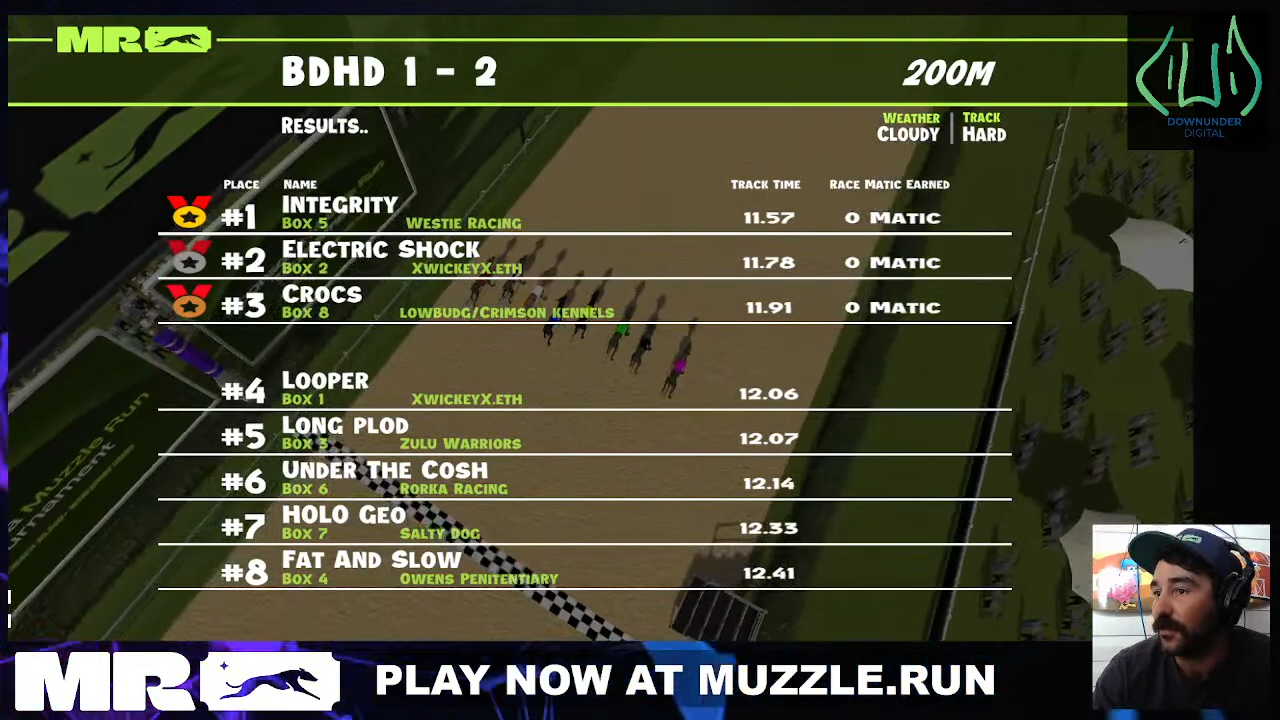 MR
BDHD 1 - 2
200M
DOWNUNDER
DIGITAL
RESULTS..
WEATHER
CLOUDY
TRACK
HARD
PLACE NAME TRACK TIME RACE MATIC EARNED
#1 INTEGRITY 11.57 0 MATIC
BOX 5 WESTIE RACING
#2 ELECTRIC SHOCK 11.78 0 MATIC
BOX 2 XWICKEYX.ETH
#3 CROCS 11.91 0 MATIC
BOX 8 LOWBUDG/CRIMSON KENNELS
#4 LOOPER 12.06
BOX 1 XWICKEYX.ETH
#5 LONG PLOD 12.07
BOX 3 ZULU WARRIORS
#6 UNDER THE COSH 12.14
BOX 6 RORKA RACING
#7 HOLO GEO 12.33
BOX 7 SALTY DOG
#8 FAT AND SLOW 12.41
BOX 4 OWENS PENITENTIARY
Muzzle Run
MR PLAY NOW AT MUZZLE.RUN